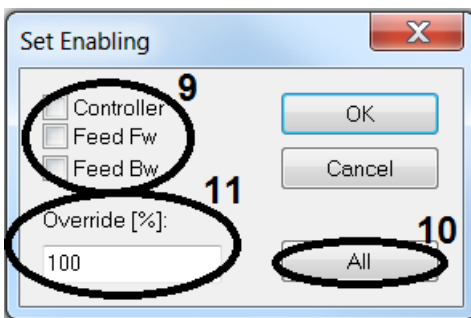 Set Enabling
Controller 9
Feed Fw
Feed Bw
OK
Cancel
11
Override [%]:
100
10
All